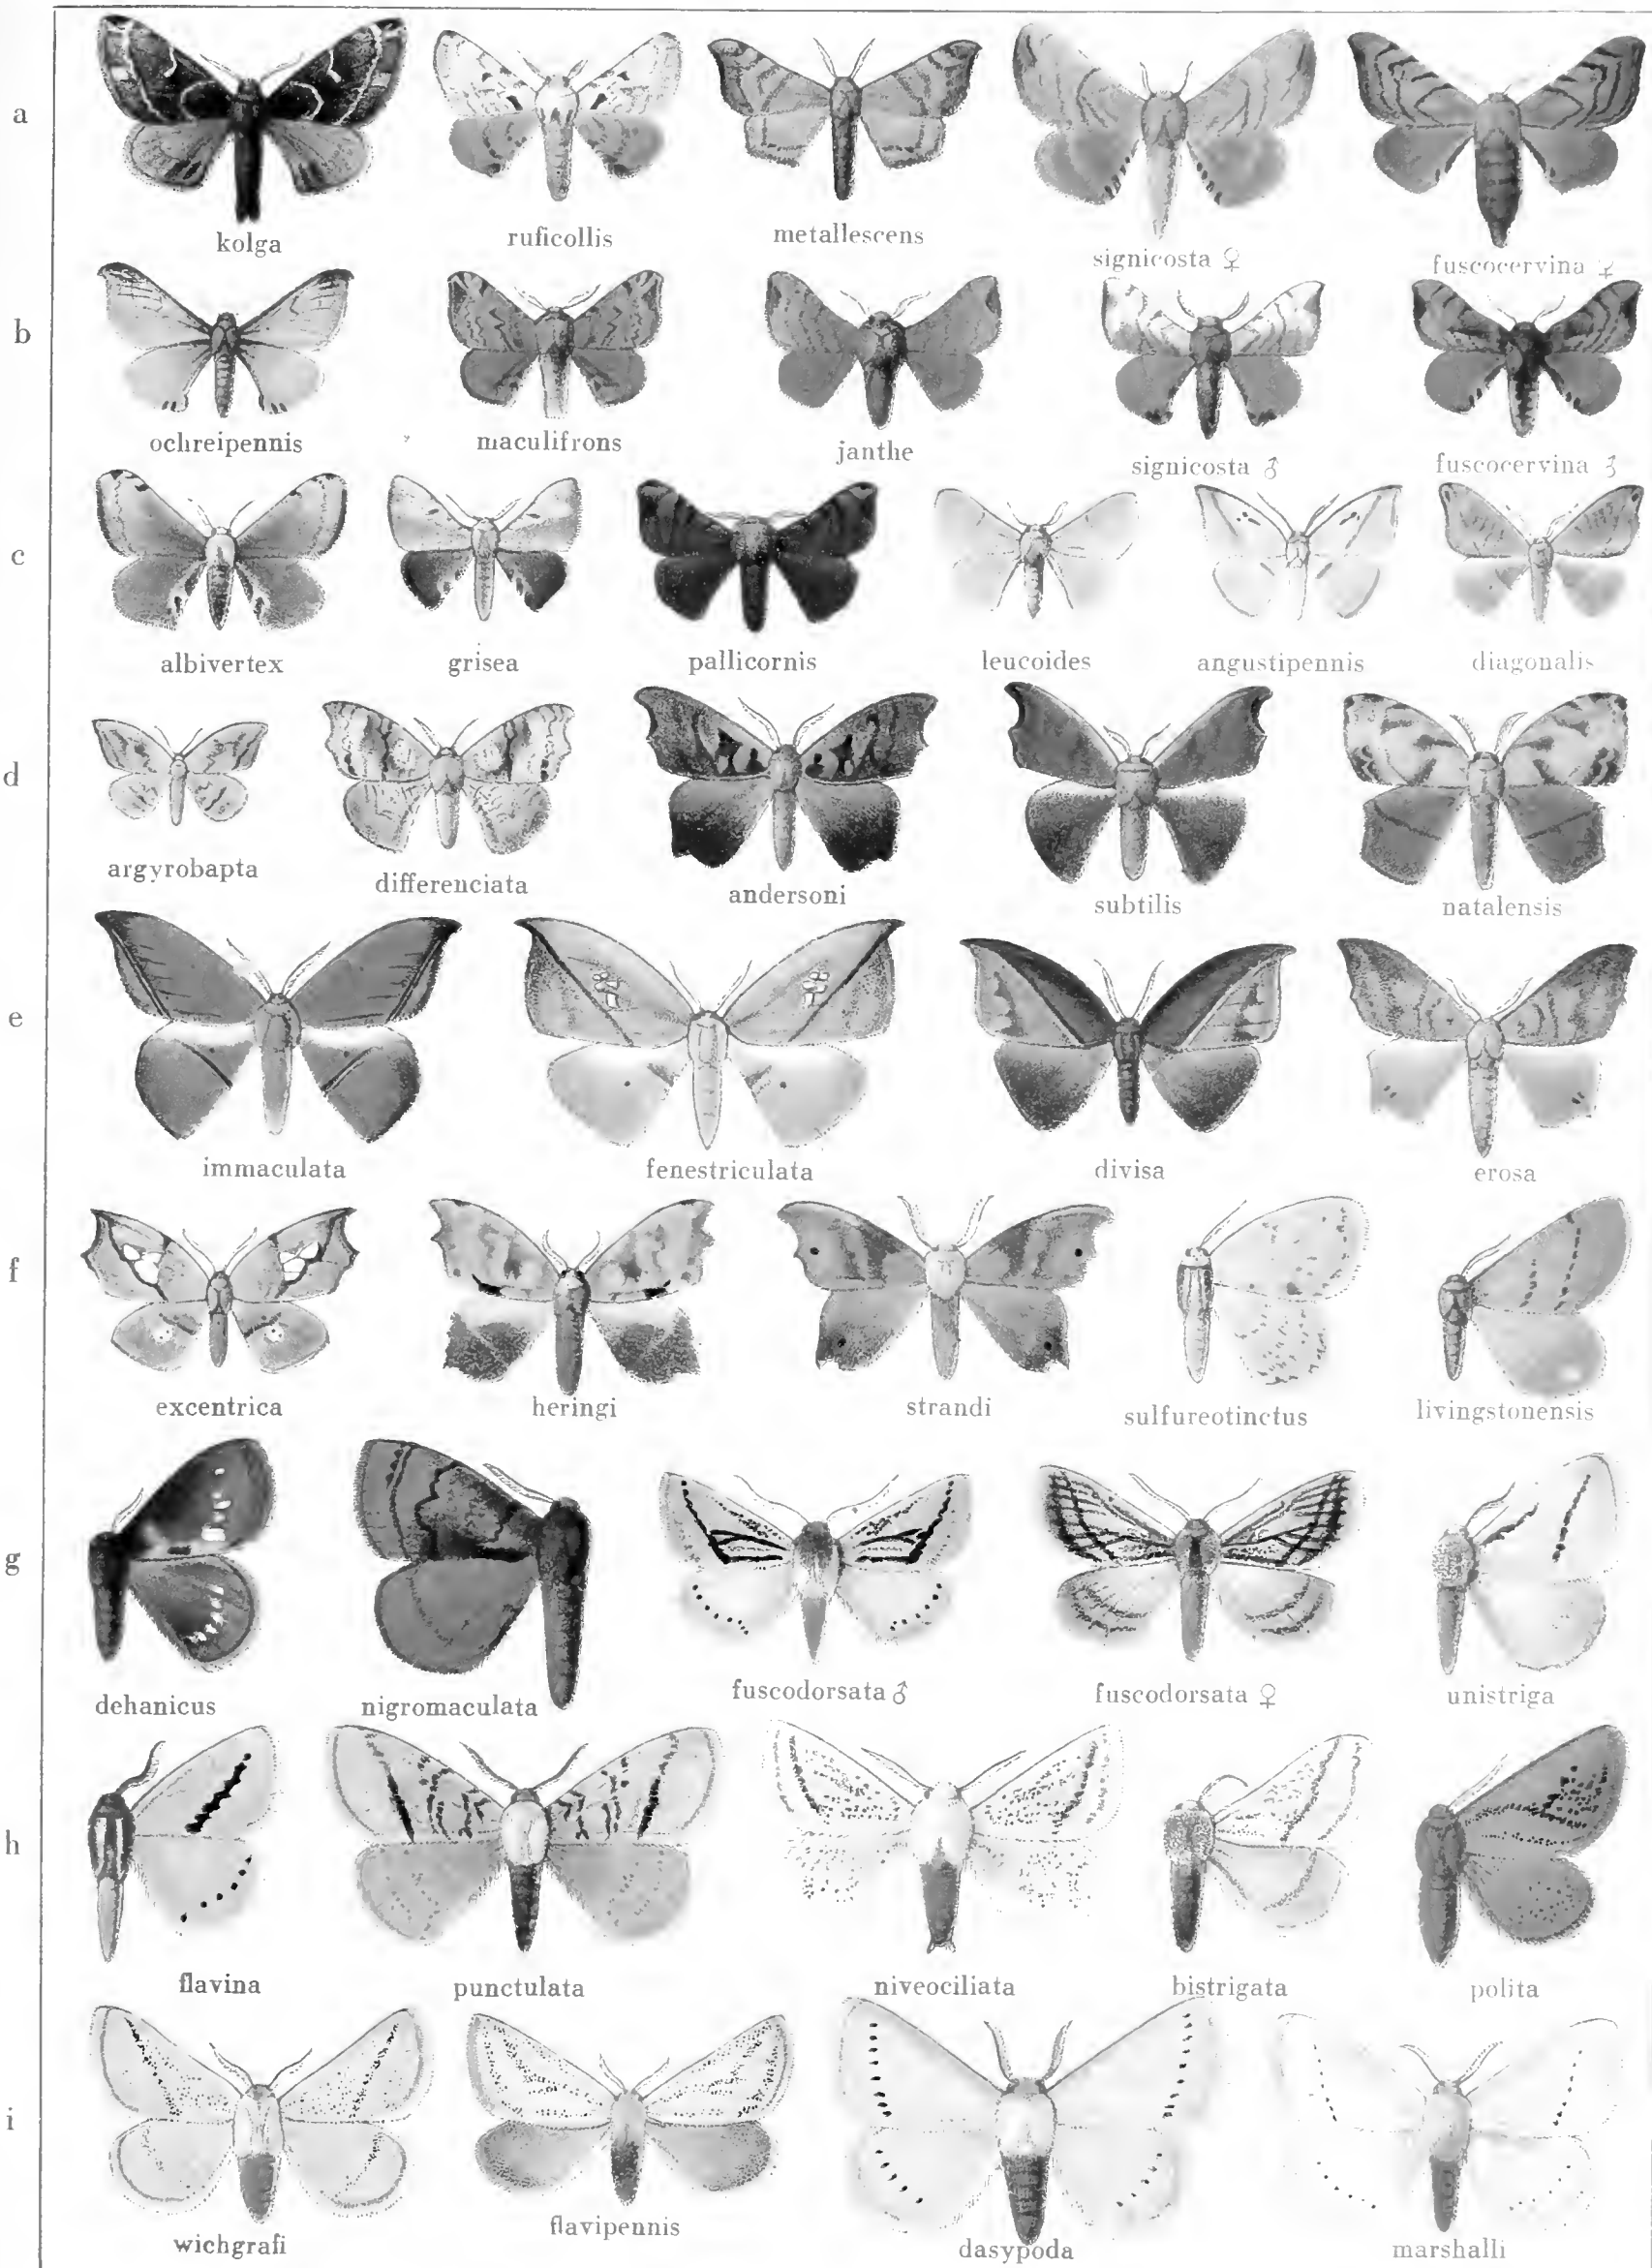 a
kolga
ruficollis
metallescens
signicosta ♀
fuscocervina ♀
b
ochreipennis
maculifrons
janthe
signicosta ♂
fuscocervina ♂
c
albivertex
grisea
pallicornis
leucoides
angustipennis
diagonalis
d
argyrobapta
differenciata
andersoni
subtilis
natalensis
e
immaculata
fenestriculata
divisa
erosa
f
excentrica
heringi
strandi
sulfureotinctus
livingstonensis
g
dehanicus
nigromaculata
fuscodorsata ♂
fuscodorsata ♀
unistriga
h
flavina
punctulata
niveociliata
bistrigata
polita
i
wichgrafi
flavipennis
dasypoda
marshalli